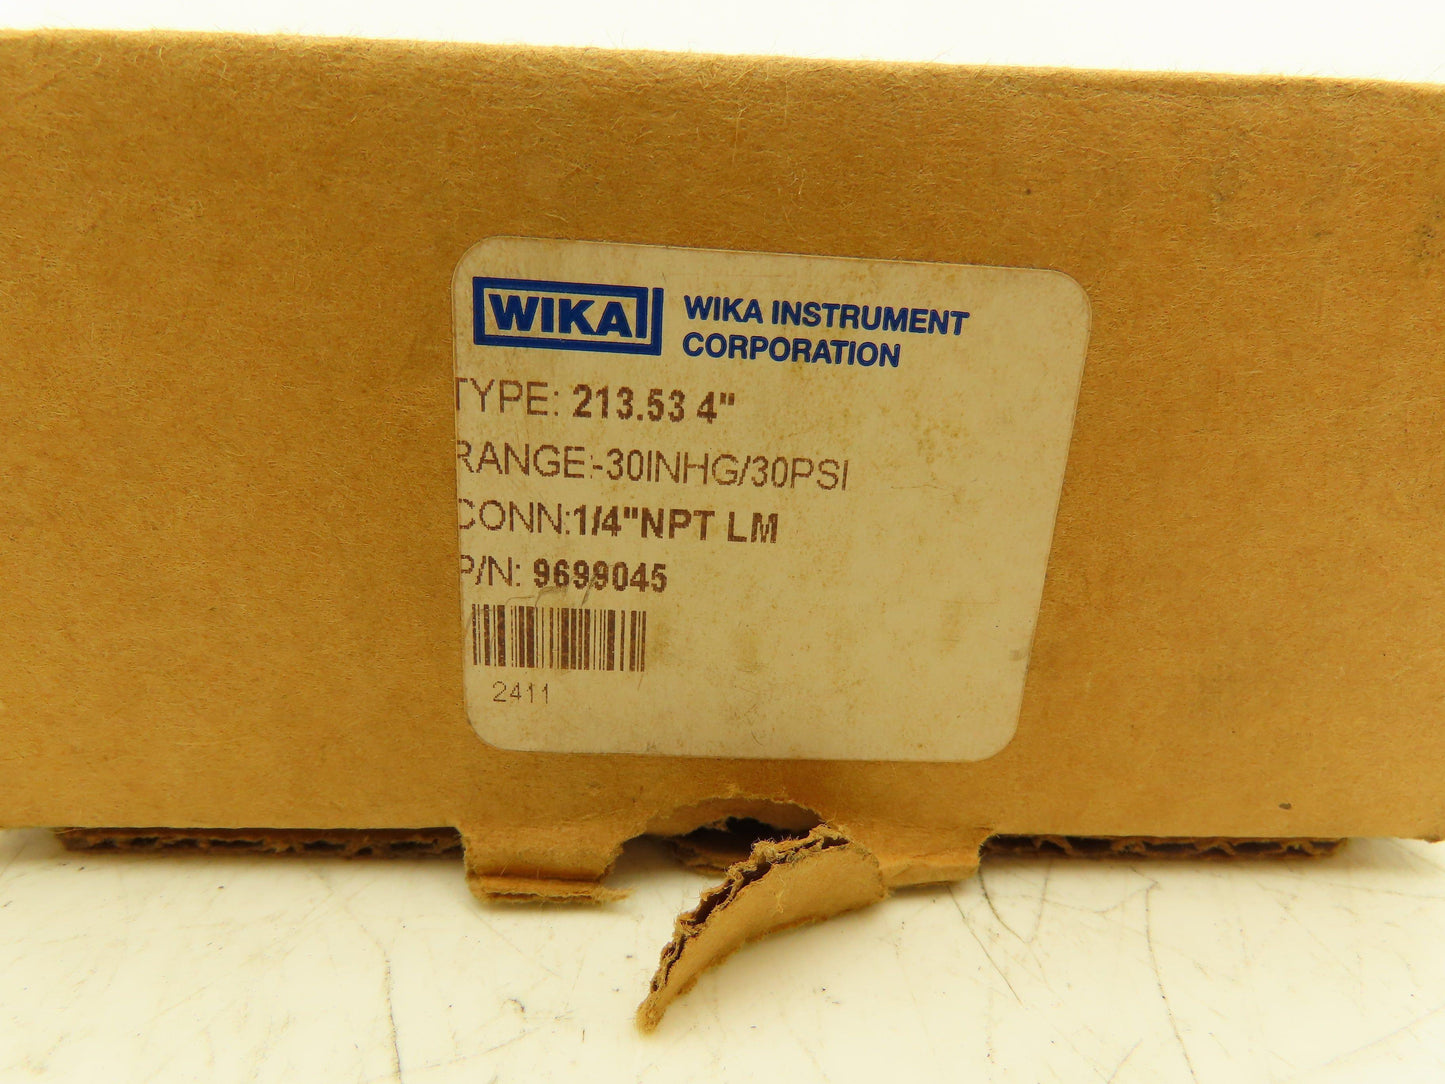 WIKA
WIKA INSTRUMENT
CORPORATION
TYPE: 213.53 4"
RANGE:-30INHG/30PSI
CONN:1/4"NPT LM
P/N: 9699045
2411